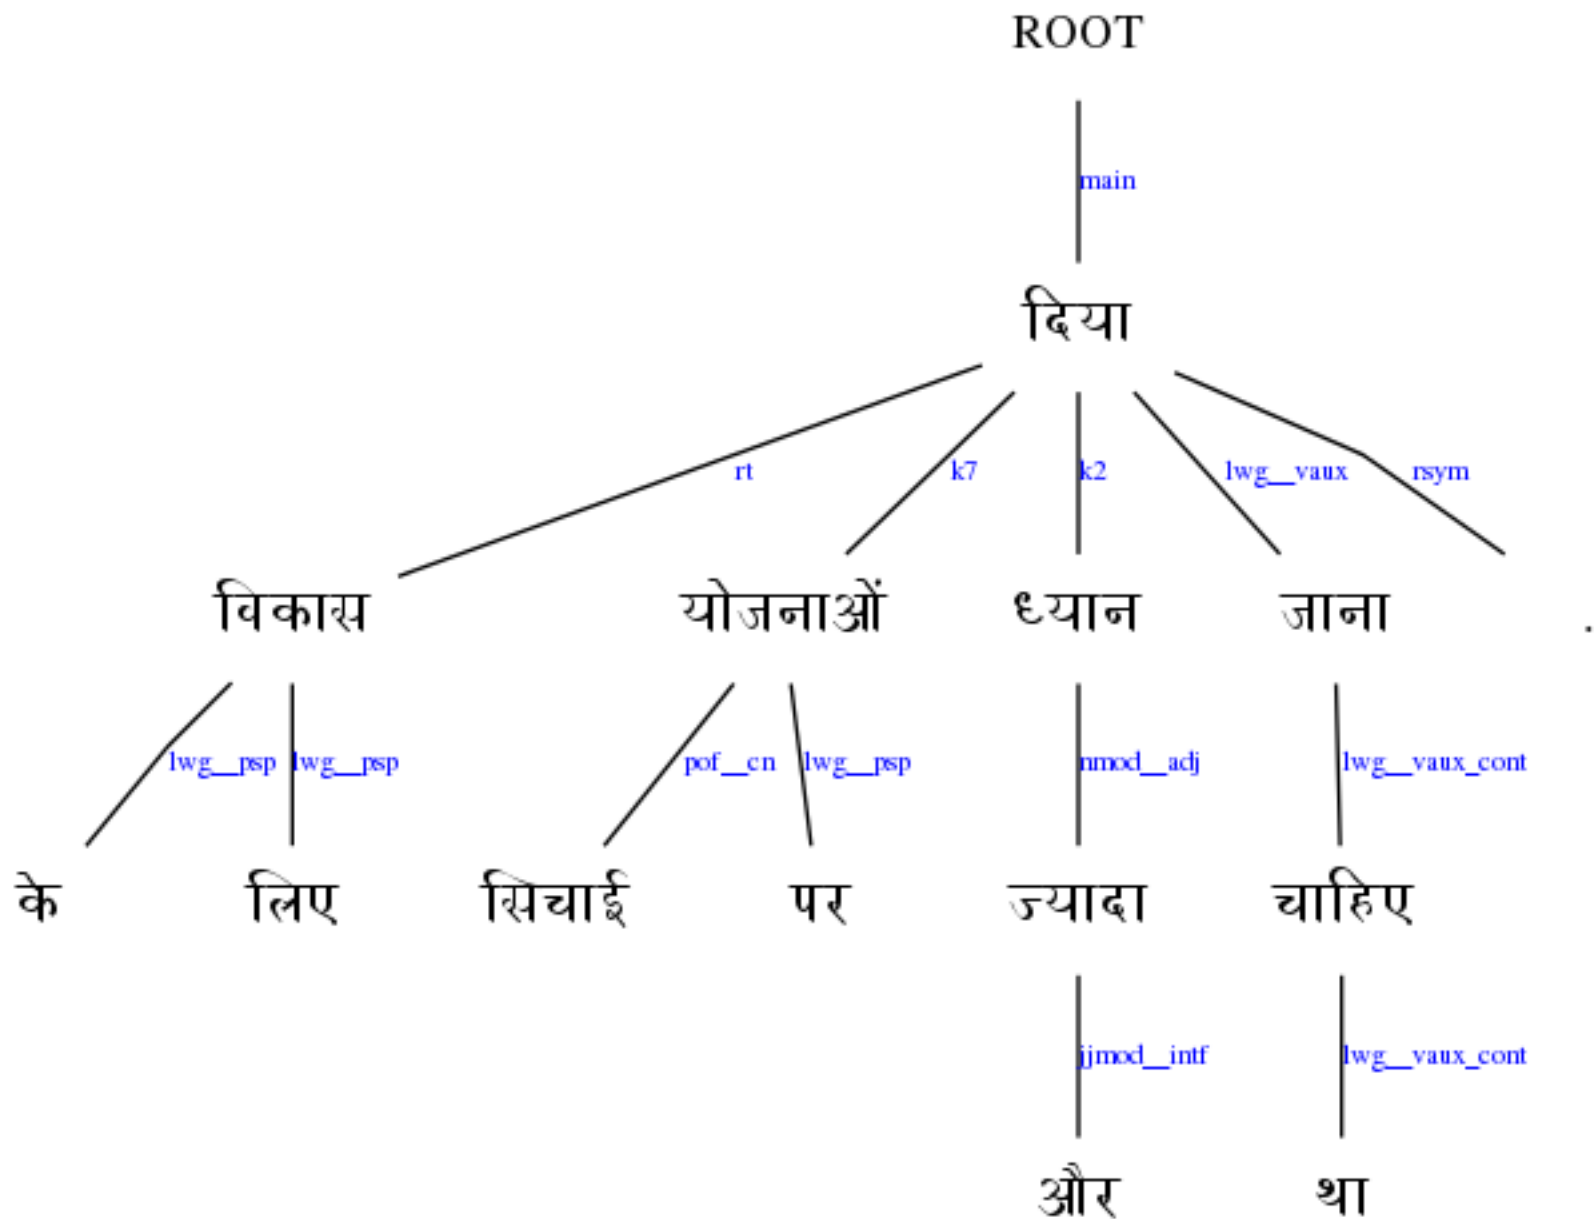 ROOT
main
दिया
rt k7 k2 lwg__vaux rsym
विकास योजनाओं ध्यान जाना .
lwg__psp lwg__psp pof__cn lwg__psp nmod__adj lwg__vaux_cont
के लिए सिचाई पर ज्यादा चाहिए
jjmod__intf lwg__vaux_cont
और था